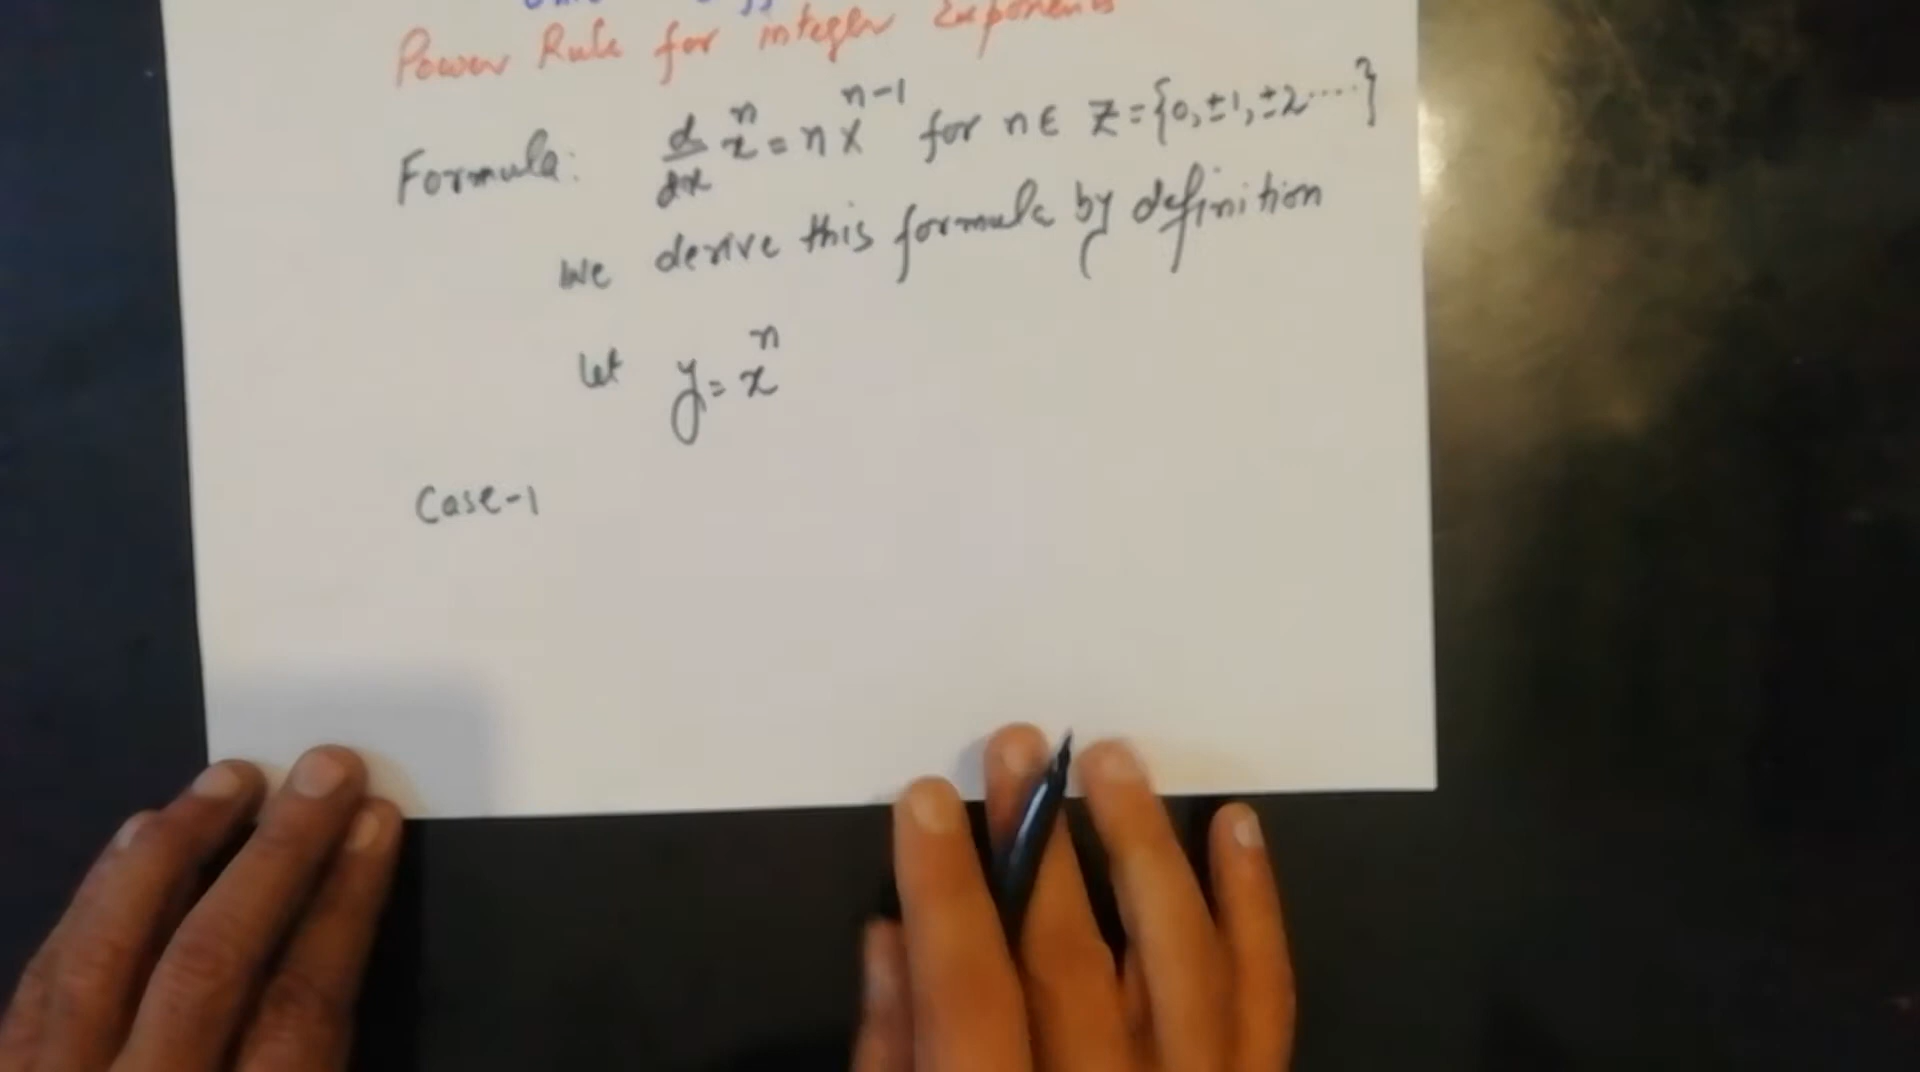 Power Rule for integer Exponents
Formula: d/dx x^n = n x^(n-1) for n ∈ Z = {0, ±1, ±2 ....}
We derive this formula by definition
let y = x^n
Case-1